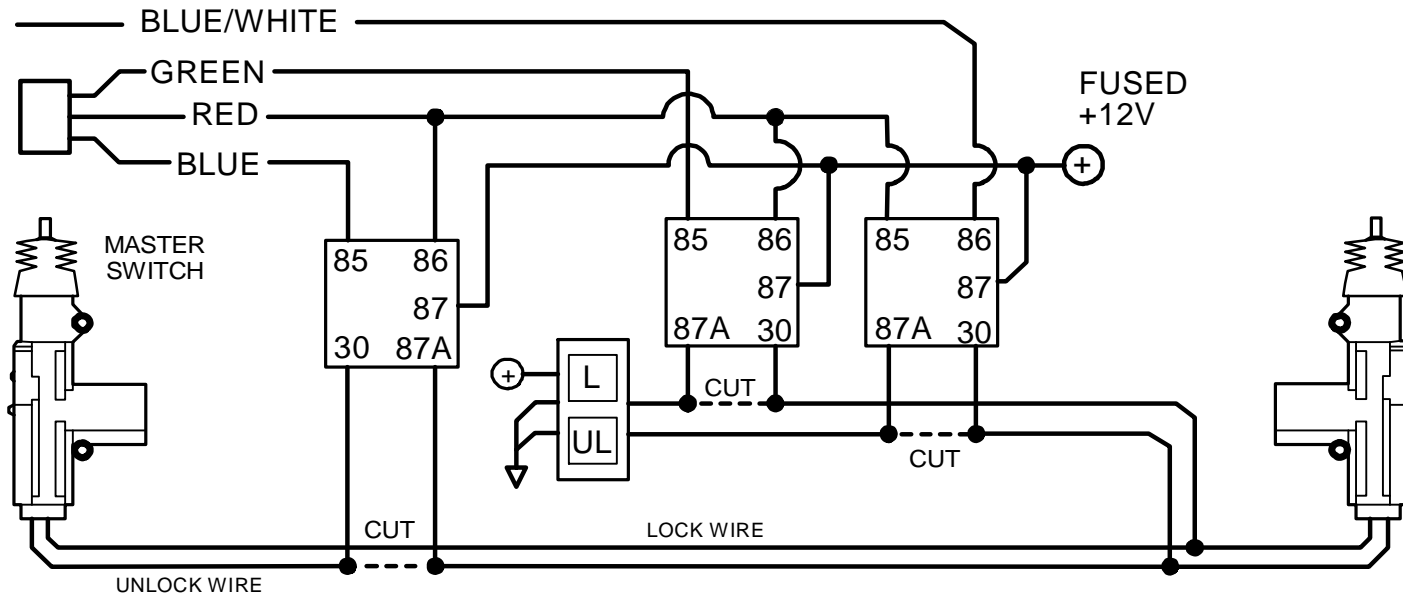 BLUE/WHITE
GREEN
RED
BLUE
FUSED
+12V
+
MASTER
SWITCH
85 86
87
30 87A
85 86
87
87A 30
85 86
87
87A 30
+
L
UL
CUT
CUT
CUT
LOCK WIRE
UNLOCK WIRE